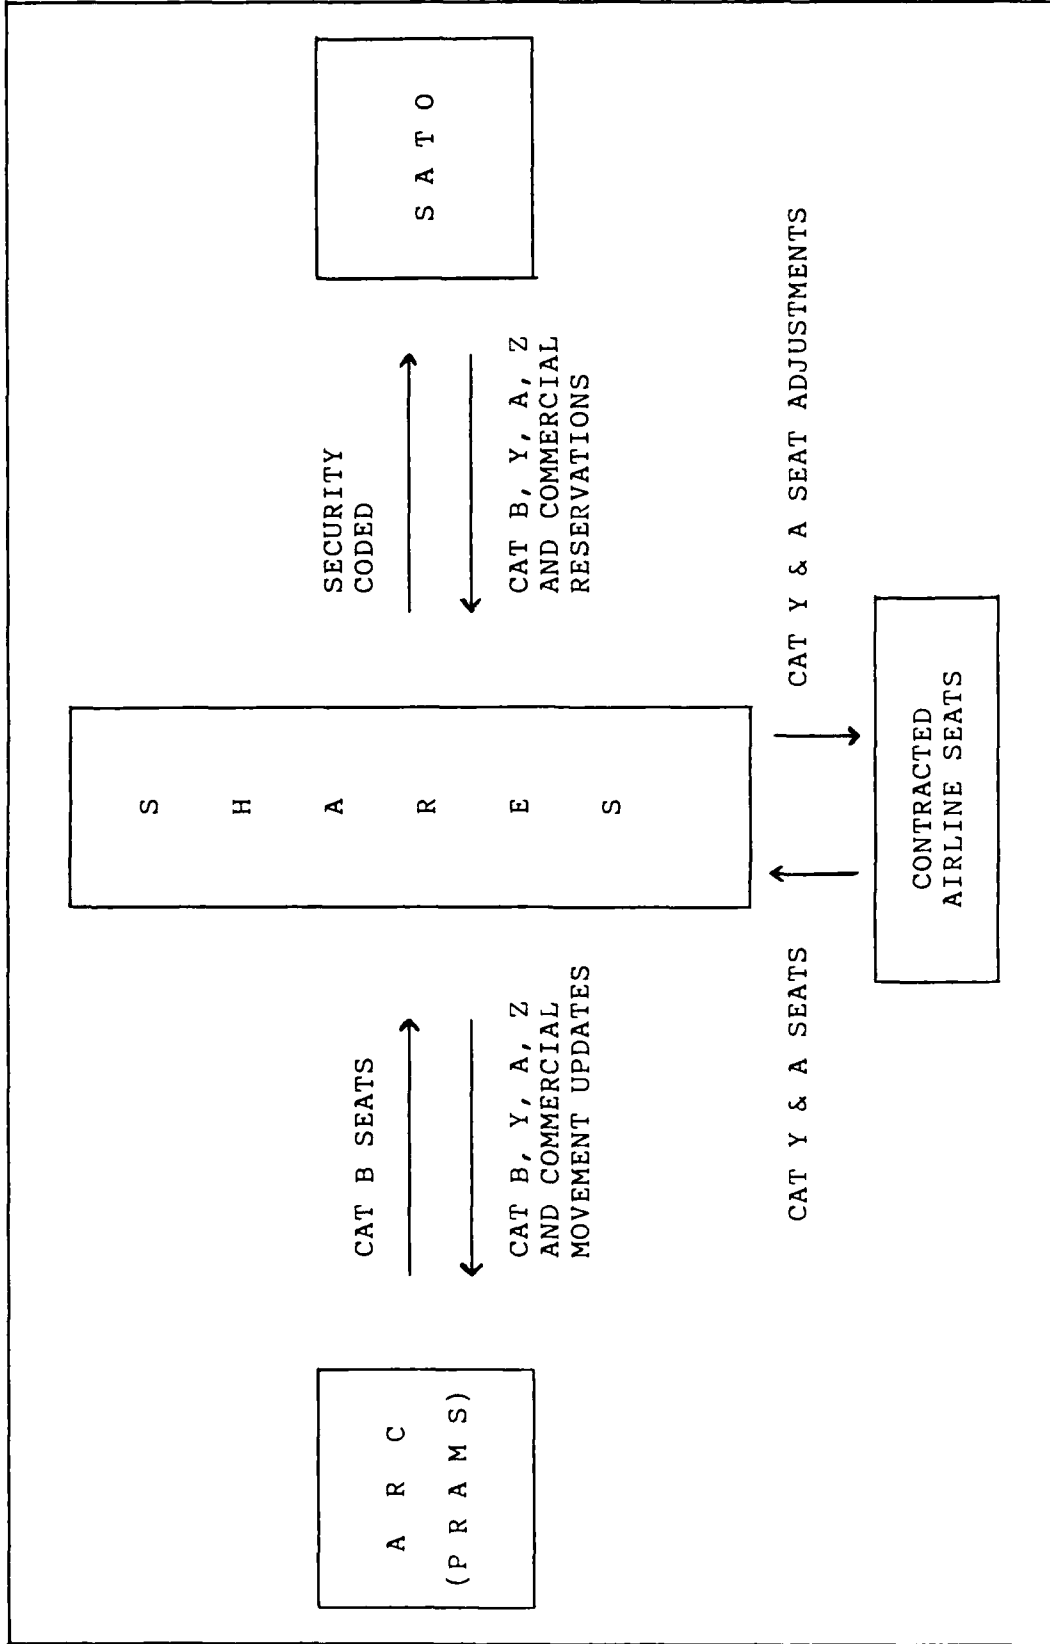 A R C
(P R A M S)
CAT B SEATS
CAT B, Y, A, Z
AND COMMERCIAL
MOVEMENT UPDATES
S
H
A
R
E
S
SECURITY
CODED
CAT B, Y, A, Z
AND COMMERCIAL
RESERVATIONS
S A T O
CAT Y & A SEATS
CAT Y & A SEAT ADJUSTMENTS
CONTRACTED
AIRLINE SEATS